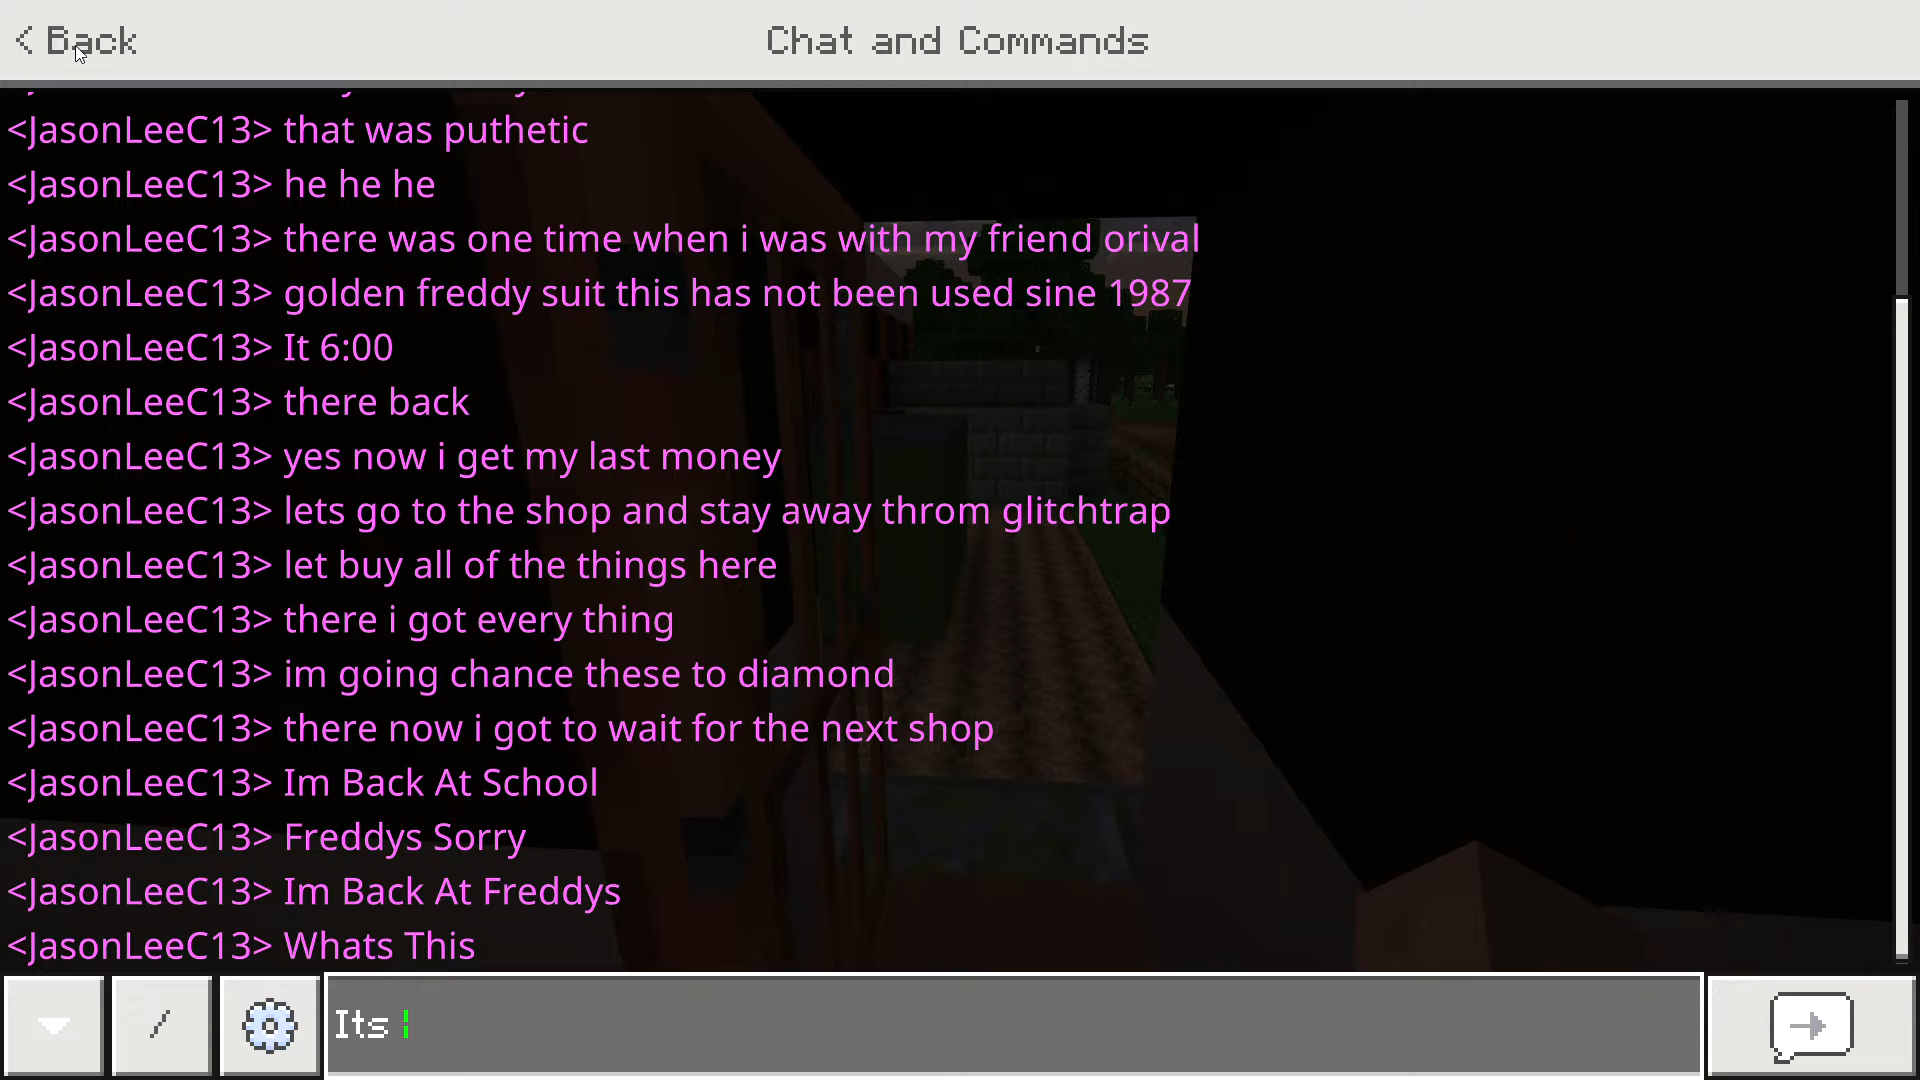 < Back
Chat and Commands
<JasonLeeC13> that was puthetic
<JasonLeeC13> he he he
<JasonLeeC13> there was one time when i was with my friend orival
<JasonLeeC13> golden freddy suit this has not been used sine 1987
<JasonLeeC13> It 6:00
<JasonLeeC13> there back
<JasonLeeC13> yes now i get my last money
<JasonLeeC13> lets go to the shop and stay away throm glitchtrap
<JasonLeeC13> let buy all of the things here
<JasonLeeC13> there i got every thing
<JasonLeeC13> im going chance these to diamond
<JasonLeeC13> there now i got to wait for the next shop
<JasonLeeC13> Im Back At School
<JasonLeeC13> Freddys Sorry
<JasonLeeC13> Im Back At Freddys
<JasonLeeC13> Whats This
/
Its